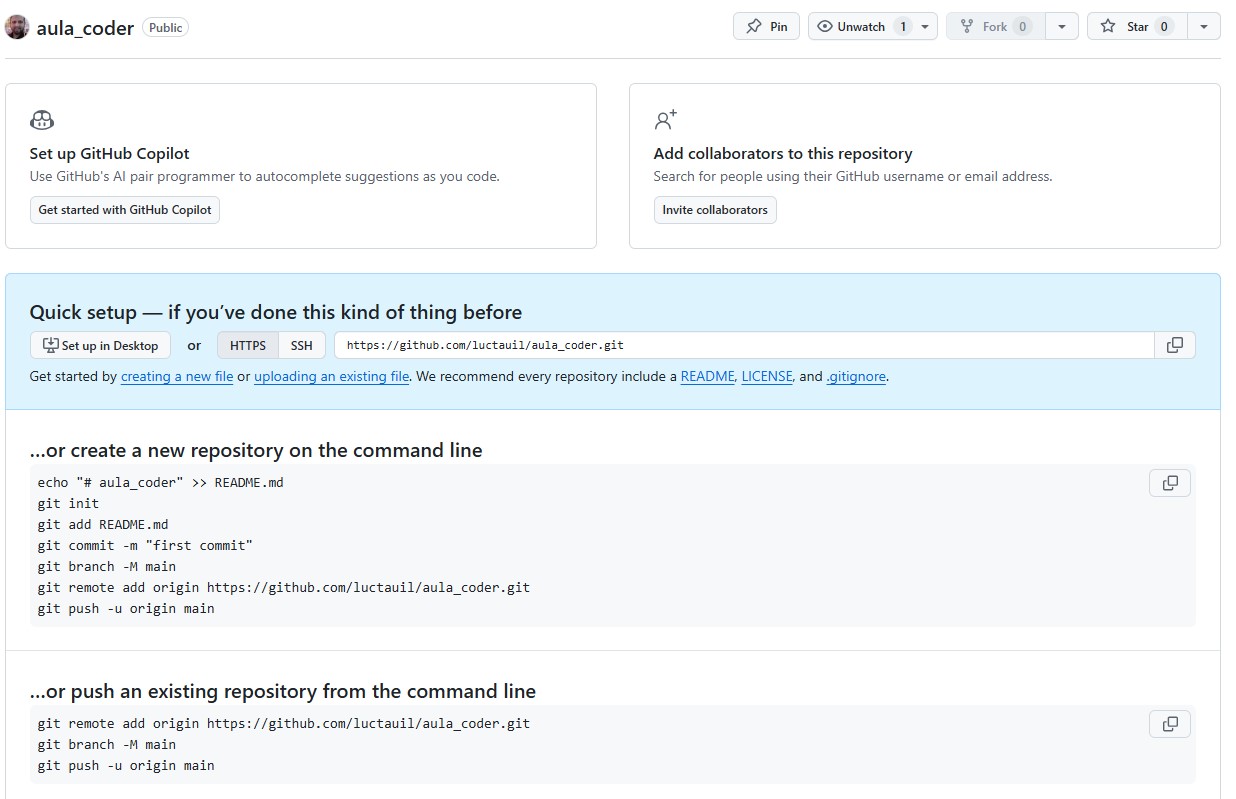 aula_coder Public Pin Unwatch 1 Fork 0 Star 0
Set up GitHub Copilot
Use GitHub's AI pair programmer to autocomplete suggestions as you code.
Get started with GitHub Copilot
Add collaborators to this repository
Search for people using their GitHub username or email address.
Invite collaborators
Quick setup — if you’ve done this kind of thing before
Set up in Desktop or HTTPS SSH https://github.com/luctauil/aula_coder.git
Get started by creating a new file or uploading an existing file. We recommend every repository include a README, LICENSE, and .gitignore.
…or create a new repository on the command line
echo "# aula_coder" >> README.md
git init
git add README.md
git commit -m "first commit"
git branch -M main
git remote add origin https://github.com/luctauil/aula_coder.git
git push -u origin main
…or push an existing repository from the command line
git remote add origin https://github.com/luctauil/aula_coder.git
git branch -M main
git push -u origin main